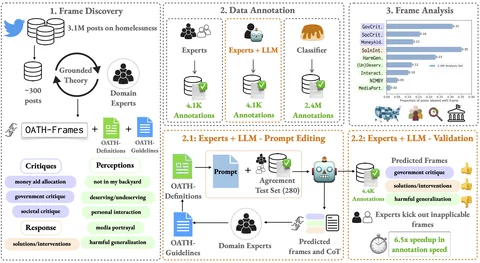 1. Frame Discovery
3.1M posts on homelessness
~300
posts
Grounded
Theory
Domain
Experts
OATH-Frames
+
OATH-
Definitions
+
OATH-
Guidelines
Critiques
money aid allocation
government critique
societal critique
Response
solutions/interventions
Perceptions
not in my backyard
deserving/undeserving
personal interaction
media portrayal
harmful generalization
2. Data Annotation
Experts
4.1K
Annotations
Experts + LLM
4.1K
Annotations
Classifier
2.4M
Annotations
3. Frame Analysis
GovCrit.
SocCrit.
MoneyAid.
SolnInt.
HarmGen.
(Un)Deserv.
Interact.
NIMBY
MediaPort.
Proportion of posts labeled with frame
2.1: Experts + LLM - Prompt Editing
OATH-
Definitions
Prompt
+
Agreement
Test Set (280)
OATH-
Guidelines
Domain Experts
Predicted
frames and CoT
2.2: Experts + LLM - Validation
4.4K
Annotations
Predicted Frames
government critique
solutions/interventions
harmful generalization
Experts kick out inapplicable
frames
6.5x speedup in
annotation speed